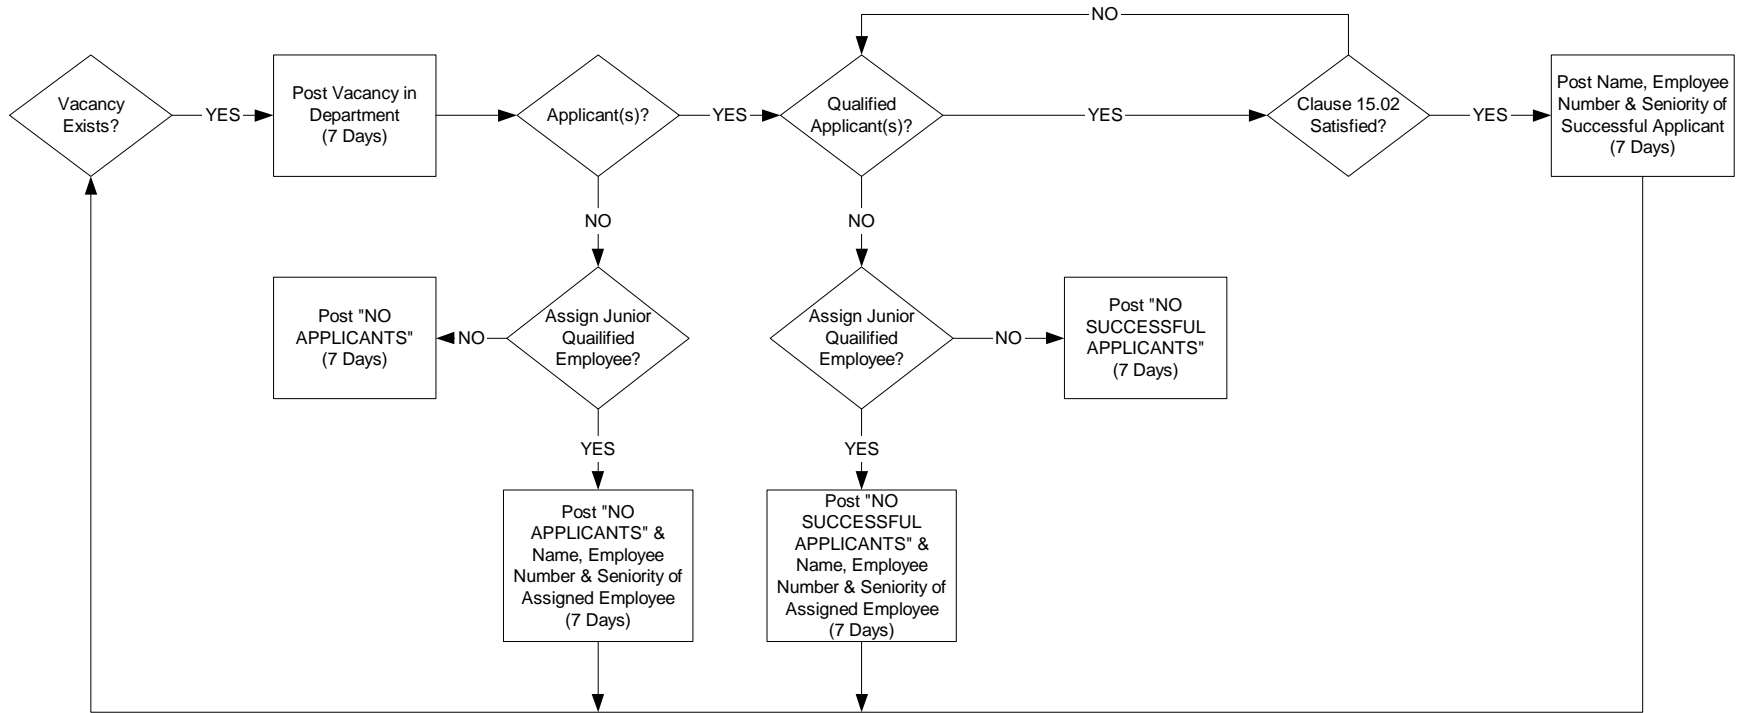 NO
Vacancy
Exists?
YES
Post Vacancy in
Department
(7 Days)
Applicant(s)?
YES
Qualified
Applicant(s)?
YES
Clause 15.02
Satisfied?
YES
Post Name, Employee
Number & Seniority of
Successful Applicant
(7 Days)
NO
NO
Post "NO
APPLICANTS"
(7 Days)
NO
Assign Junior
Quailified
Employee?
Assign Junior
Quailified
Employee?
NO
Post "NO
SUCCESSFUL
APPLICANTS"
(7 Days)
YES
YES
Post "NO
APPLICANTS" &
Name, Employee
Number & Seniority of
Assigned Employee
(7 Days)
Post "NO
SUCCESSFUL
APPLICANTS" &
Name, Employee
Number & Seniority of
Assigned Employee
(7 Days)